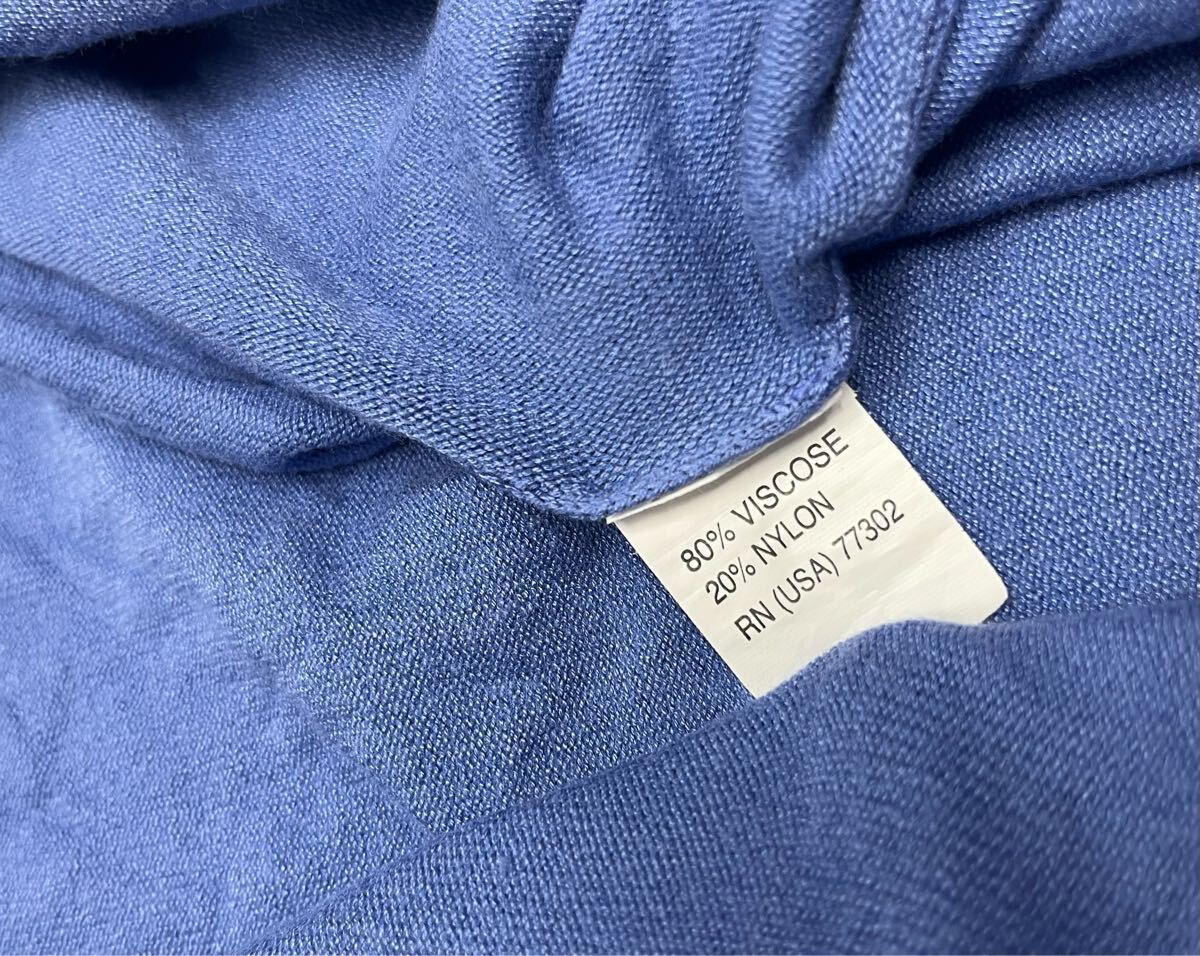 80% VISCOSE
20% NYLON
RN (USA) 77302